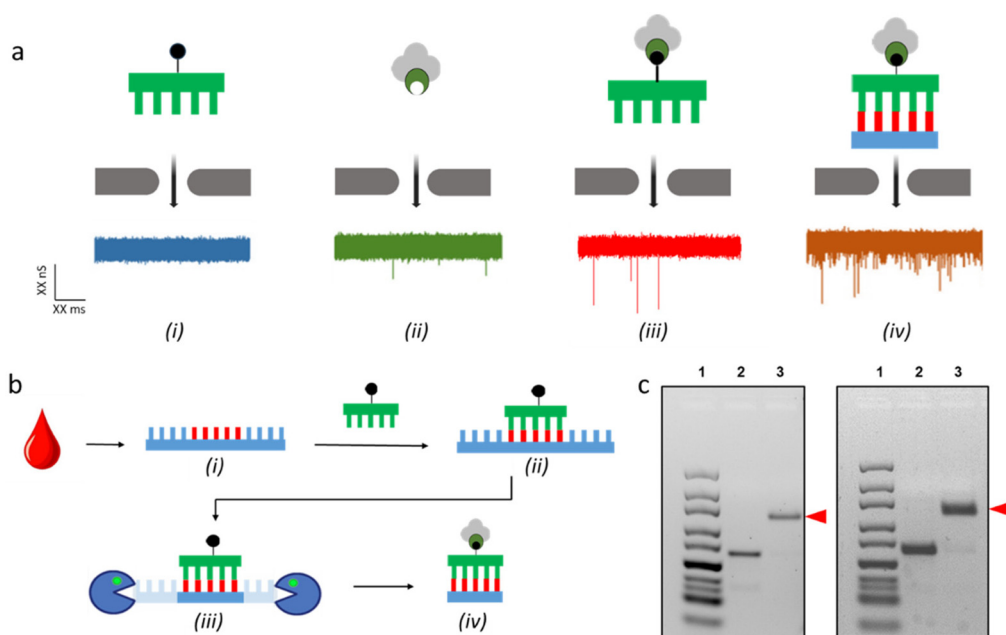 a
XX nS
XX ms
(i)
(ii)
(iii)
(iv)
b
(i)
(ii)
(iii)
(iv)
c
1 2 3
1 2 3